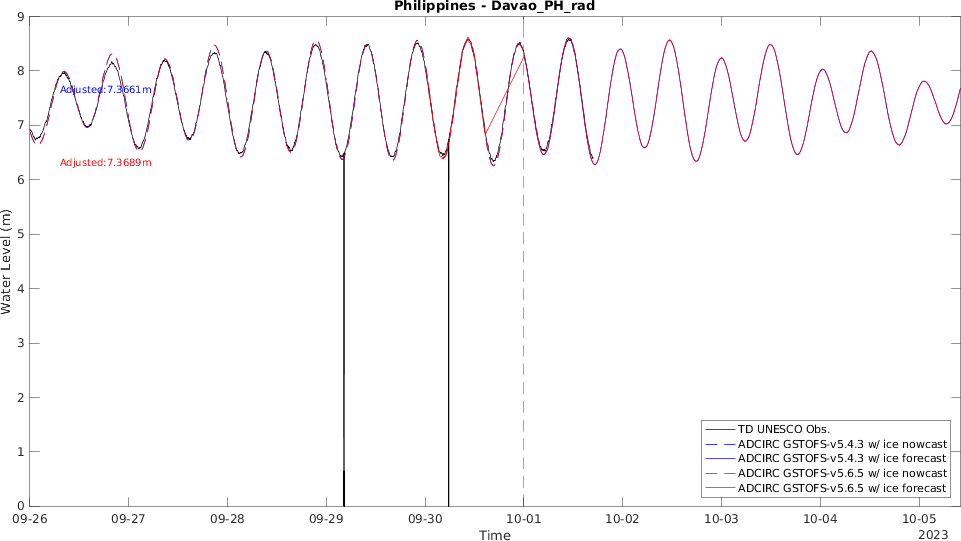 Philippines - Davao_PH_rad
9
8
7
6
5
4
3
2
1
0
Water Level (m)
Adjusted:7.3661m
Adjusted:7.3689m
TD UNESCO Obs.
ADCIRC GSTOFS-v5.4.3 w/ ice nowcast
ADCIRC GSTOFS-v5.4.3 w/ ice forecast
ADCIRC GSTOFS-v5.6.5 w/ ice nowcast
ADCIRC GSTOFS-v5.6.5 w/ ice forecast
09-26 09-27 09-28 09-29 09-30 10-01 10-02 10-03 10-04 10-05
Time
2023